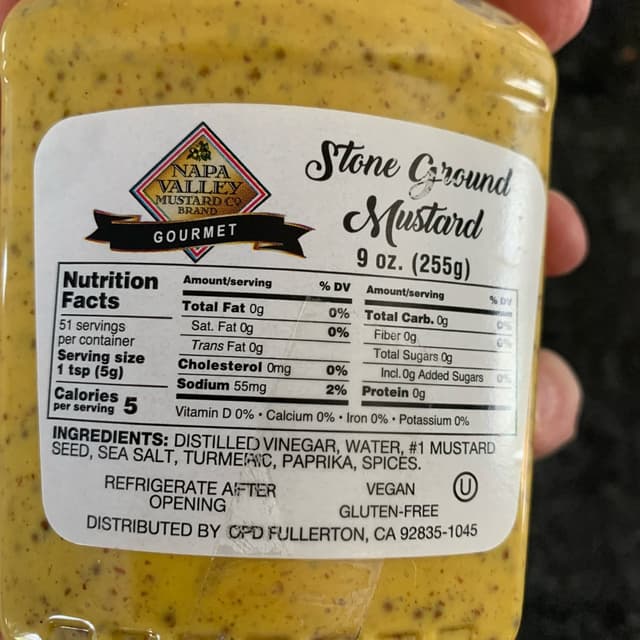 NAPA
VALLEY
MUSTARD CO
BRAND
GOURMET
Stone Ground
Mustard
9 oz. (255g)
Nutrition
Facts
51 servings
per container
Serving size
1 tsp (5g)
Calories 5
per serving
Amount/serving % DV
Total Fat 0g 0%
Sat. Fat 0g 0%
Trans Fat 0g
Cholesterol 0mg 0%
Sodium 55mg 2%
Amount/serving % DV
Total Carb. 0g 0%
Fiber 0g 0%
Total Sugars 0g
Incl. 0g Added Sugars 0%
Protein 0g
Vitamin D 0% • Calcium 0% • Iron 0% • Potassium 0%
INGREDIENTS: DISTILLED VINEGAR, WATER, #1 MUSTARD
SEED, SEA SALT, TURMERIC, PAPRIKA, SPICES.
REFRIGERATE AFTER
OPENING
VEGAN
GLUTEN-FREE
U
DISTRIBUTED BY CPD FULLERTON, CA 92835-1045